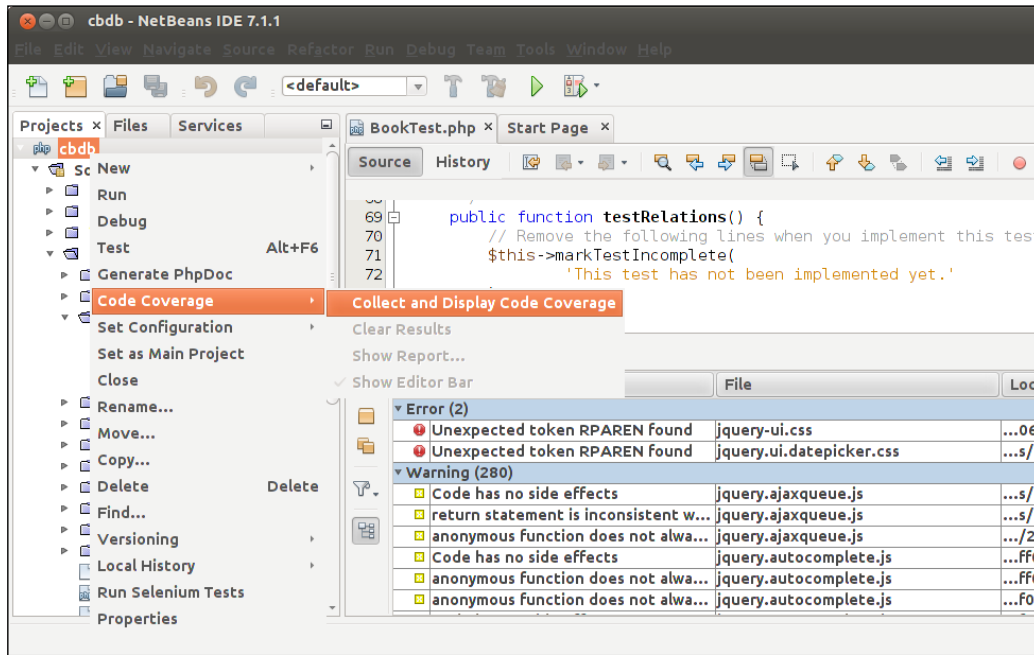 cbdb - NetBeans IDE 7.1.1
File Edit View Navigate Source Refactor Run Debug Team Tools Window Help
<default>
Projects × Files Services
BookTest.php × Start Page ×
php cbdb
Source History
New
Run
Debug
Test Alt+F6
Generate PhpDoc
Code Coverage
Set Configuration
Set as Main Project
Close
Rename...
Move...
Copy...
Delete Delete
Find...
Versioning
Local History
Run Selenium Tests
Properties
Collect and Display Code Coverage
Clear Results
Show Report...
Show Editor Bar
69 public function testRelations() {
70 // Remove the following lines when you implement this tes
71 $this->markTestIncomplete(
72 'This test has not been implemented yet.'
File Loc
Error (2)
Unexpected token RPAREN found jquery-ui.css ...06
Unexpected token RPAREN found jquery.ui.datepicker.css ...s/
Warning (280)
Code has no side effects jquery.ajaxqueue.js ...s/
return statement is inconsistent w... jquery.ajaxqueue.js ...s/
anonymous function does not alwa... jquery.ajaxqueue.js .../2
Code has no side effects jquery.autocomplete.js ...ff
anonymous function does not alwa... jquery.autocomplete.js ...ff
anonymous function does not alwa... jquery.autocomplete.js ...f0